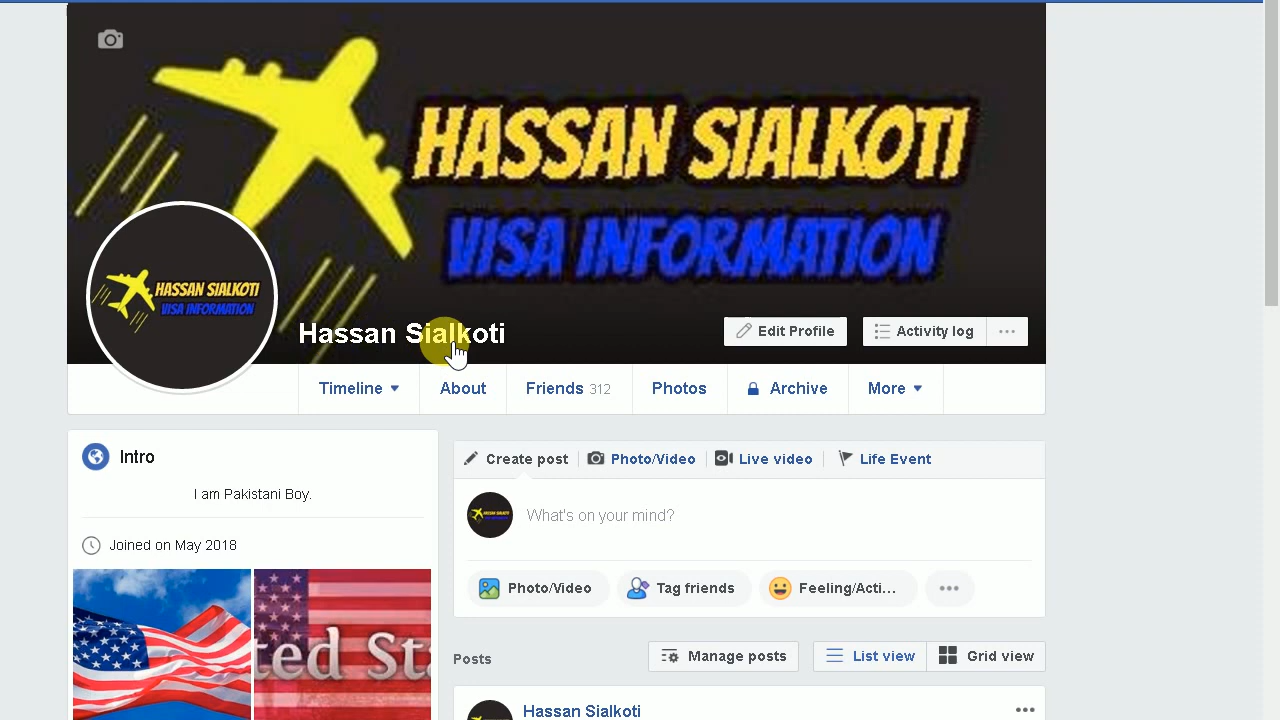 HASSAN SIALKOTI
VISA INFORMATION
HASSAN SIALKOTI
VISA INFORMATION
Hassan Sialkoti
Edit Profile
Activity log
Timeline
About
Friends 312
Photos
Archive
More
Intro
I am Pakistani Boy.
Joined on May 2018
ted Sta
Create post
Photo/Video
Live video
Life Event
What's on your mind?
Photo/Video
Tag friends
Feeling/Acti...
Posts
Manage posts
List view
Grid view
Hassan Sialkoti